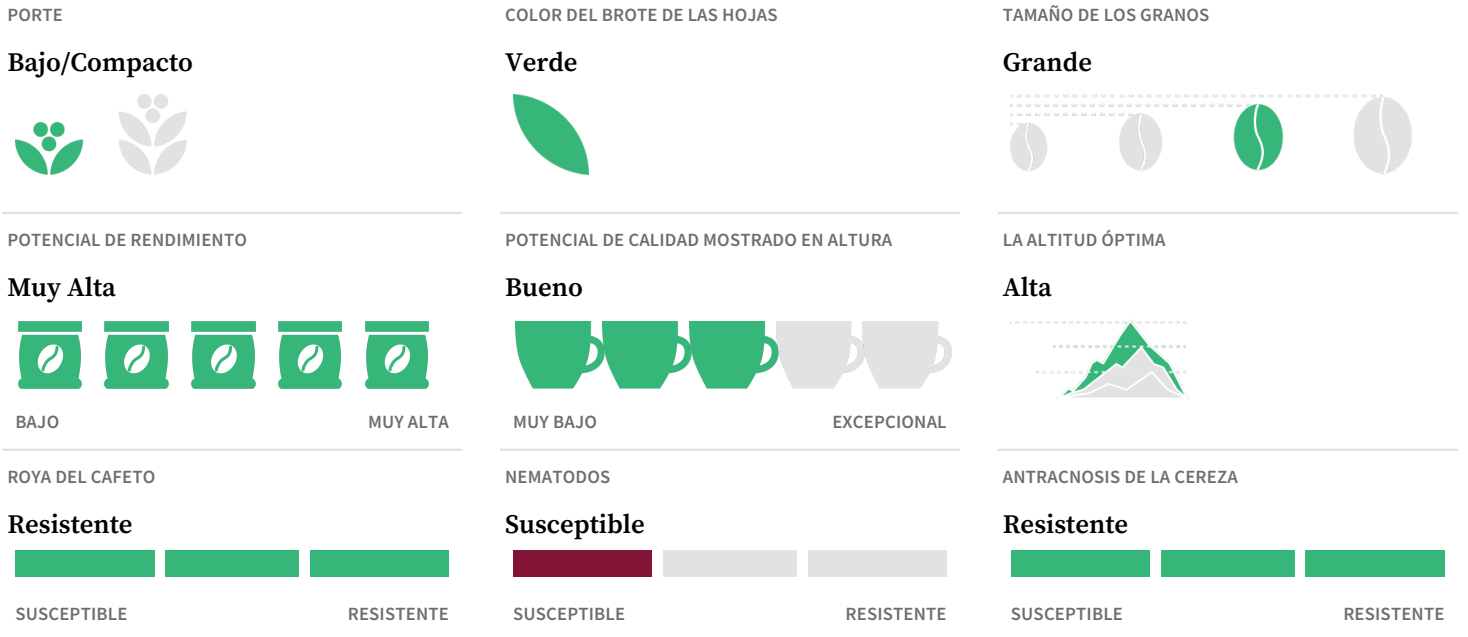 PORTE
Bajo/Compacto
COLOR DEL BROTE DE LAS HOJAS
Verde
TAMAÑO DE LOS GRANOS
Grande
POTENCIAL DE RENDIMIENTO
Muy Alta
BAJO
MUY ALTA
POTENCIAL DE CALIDAD MOSTRADO EN ALTURA
Bueno
MUY BAJO
EXCEPCIONAL
LA ALTITUD ÓPTIMA
Alta
ROYA DEL CAFETO
Resistente
SUSCEPTIBLE
RESISTENTE
NEMATODOS
Susceptible
SUSCEPTIBLE
RESISTENTE
ANTRACNOSIS DE LA CEREZA
Resistente
SUSCEPTIBLE
RESISTENTE